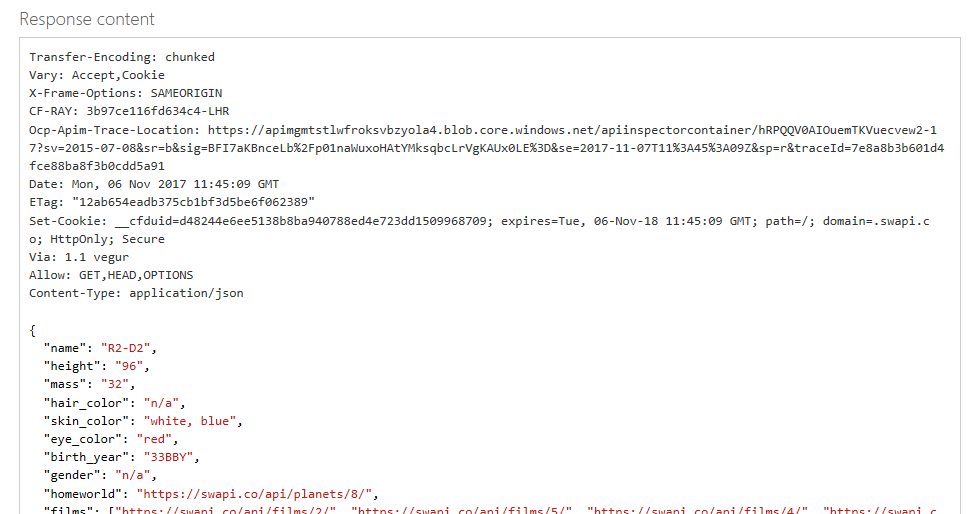 Response content
Transfer-Encoding: chunked
Vary: Accept,Cookie
X-Frame-Options: SAMEORIGIN
CF-RAY: 3b97ce116fd634c4-LHR
Ocp-Apim-Trace-Location: https://apimgmtstlwfroksvbzyola4.blob.core.windows.net/apiinspectorcontainer/hRPQQV0AIOuemTKVuecvew2-1
7?sv=2015-07-08&sr=b&sig=BFI7aKBnceLb%2Fp01naWuxoHAtYMksqbcLrVgKAUx0LE%3D&se=2017-11-07T11%3A45%3A09Z&sp=r&traceId=7e8a8b3b601d4
fce88ba8f3b0cdd5a91
Date: Mon, 06 Nov 2017 11:45:09 GMT
ETag: "12ab654eadb375cb1bf3d5be6f062389"
Set-Cookie: __cfduid=d48244e6ee5138b8ba940788ed4e723dd1509968709; expires=Tue, 06-Nov-18 11:45:09 GMT; path=/; domain=.swapi.c
o; HttpOnly; Secure
Via: 1.1 vegur
Allow: GET,HEAD,OPTIONS
Content-Type: application/json
{
"name": "R2-D2",
"height": "96",
"mass": "32",
"hair_color": "n/a",
"skin_color": "white, blue",
"eye_color": "red",
"birth_year": "33BBY",
"gender": "n/a",
"homeworld": "https://swapi.co/api/planets/8/",
"films": ["https://swapi.co/api/films/2/", "https://swapi.co/api/films/5/", "https://swapi.co/api/films/4/", "https://swapi.c